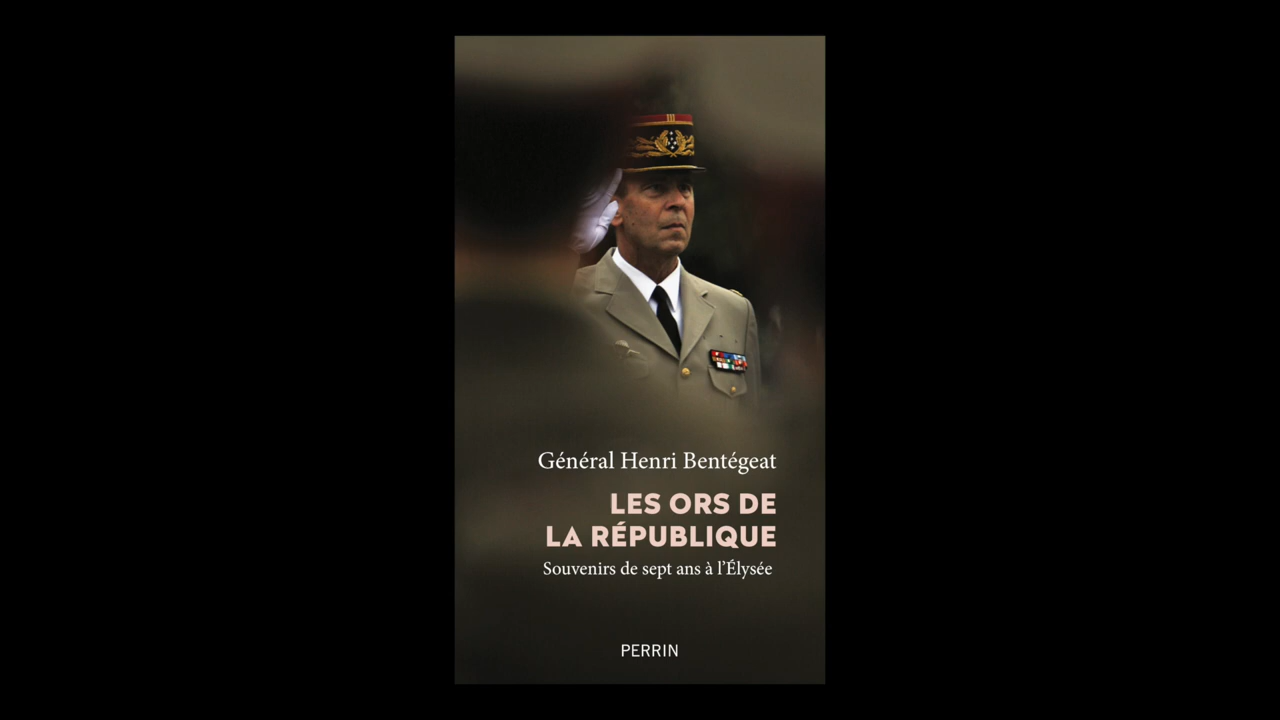 Général Henri Bentégeat
LES ORS DE
LA RÉPUBLIQUE
Souvenirs de sept ans à l’Élysée
PERRIN